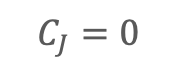 C_J = 0